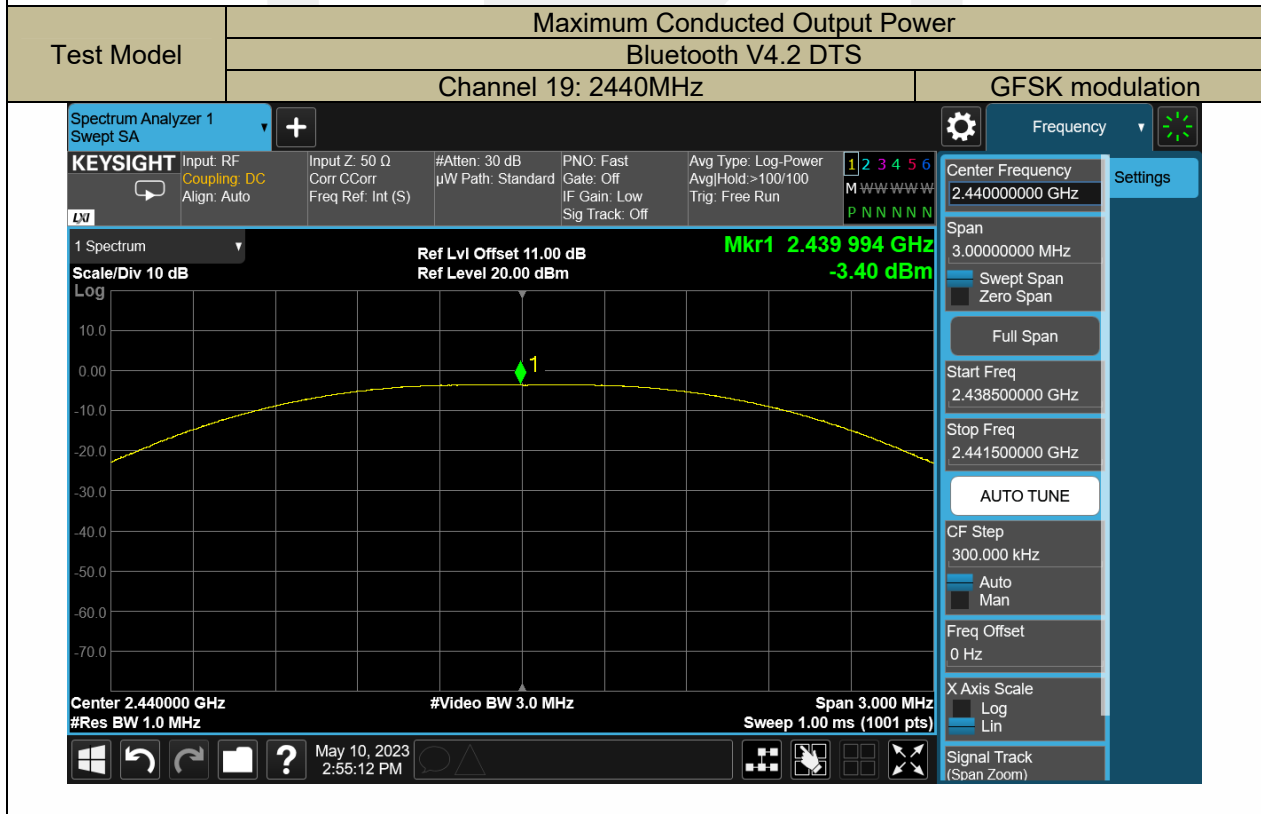 Test Model
Maximum Conducted Output Power
Bluetooth V4.2 DTS
Channel 19: 2440MHz
GFSK modulation
Spectrum Analyzer 1
Swept SA
Frequency
KEYSIGHT
LXI
Input: RF
Coupling: DC
Align: Auto
Input Z: 50 Ω
Corr CCorr
Freq Ref: Int (S)
#Atten: 30 dB
µW Path: Standard
PNO: Fast
Gate: Off
IF Gain: Low
Sig Track: Off
Avg Type: Log-Power
Avg|Hold:>100/100
Trig: Free Run
1 2 3 4 5 6
M W W W W W
P N N N N N
1 Spectrum
Scale/Div 10 dB
Ref Lvl Offset 11.00 dB
Ref Level 20.00 dBm
Mkr1 2.439 994 GHz
-3.40 dBm
Log
10.0
0.00
-10.0
-20.0
-30.0
-40.0
-50.0
-60.0
-70.0
1
Center 2.440000 GHz
#Video BW 3.0 MHz
Span 3.000 MHz
#Res BW 1.0 MHz
Sweep 1.00 ms (1001 pts)
?
May 10, 2023
2:55:12 PM
Center Frequency
2.440000000 GHz
Settings
Span
3.00000000 MHz
Swept Span
Zero Span
Full Span
Start Freq
2.438500000 GHz
Stop Freq
2.441500000 GHz
AUTO TUNE
CF Step
300.000 kHz
Auto
Man
Freq Offset
0 Hz
X Axis Scale
Log
Lin
Signal Track
(Span Zoom)